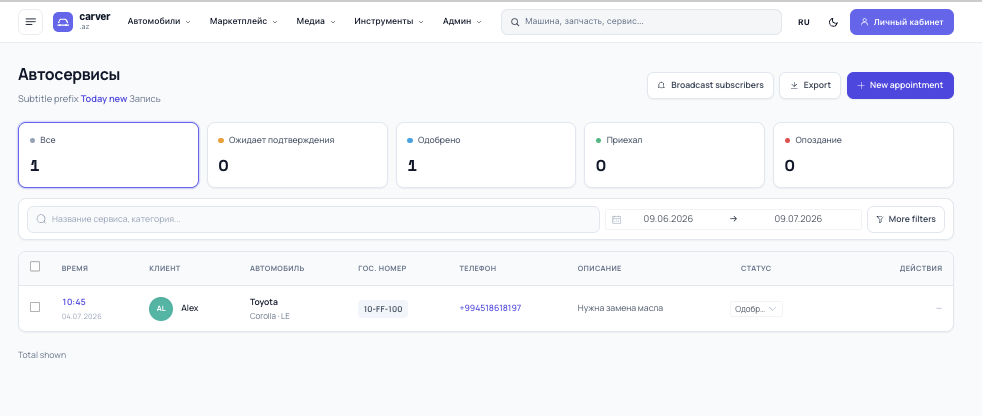 carver
.az
Автомобили
Маркетплейс
Медиа
Инструменты
Админ
Машина, запчасть, сервис...
RU
Личный кабинет
Автосервисы
Subtitle prefix Today new Запись
Broadcast subscribers
Export
New appointment
Все
1
Ожидает подтверждения
0
Одобрено
1
Приехал
0
Опоздание
0
Название сервиса, категория...
09.06.2026 → 09.07.2026
More filters
ВРЕМЯ КЛИЕНТ АВТОМОБИЛЬ ГОС. НОМЕР ТЕЛЕФОН ОПИСАНИЕ СТАТУС ДЕЙСТВИЯ
10:45
04.07.2026
AL
Alex
Toyota
Corolla · LE
10-FF-100
+994518618197
Нужна замена масла
Одобр...
—
Total shown